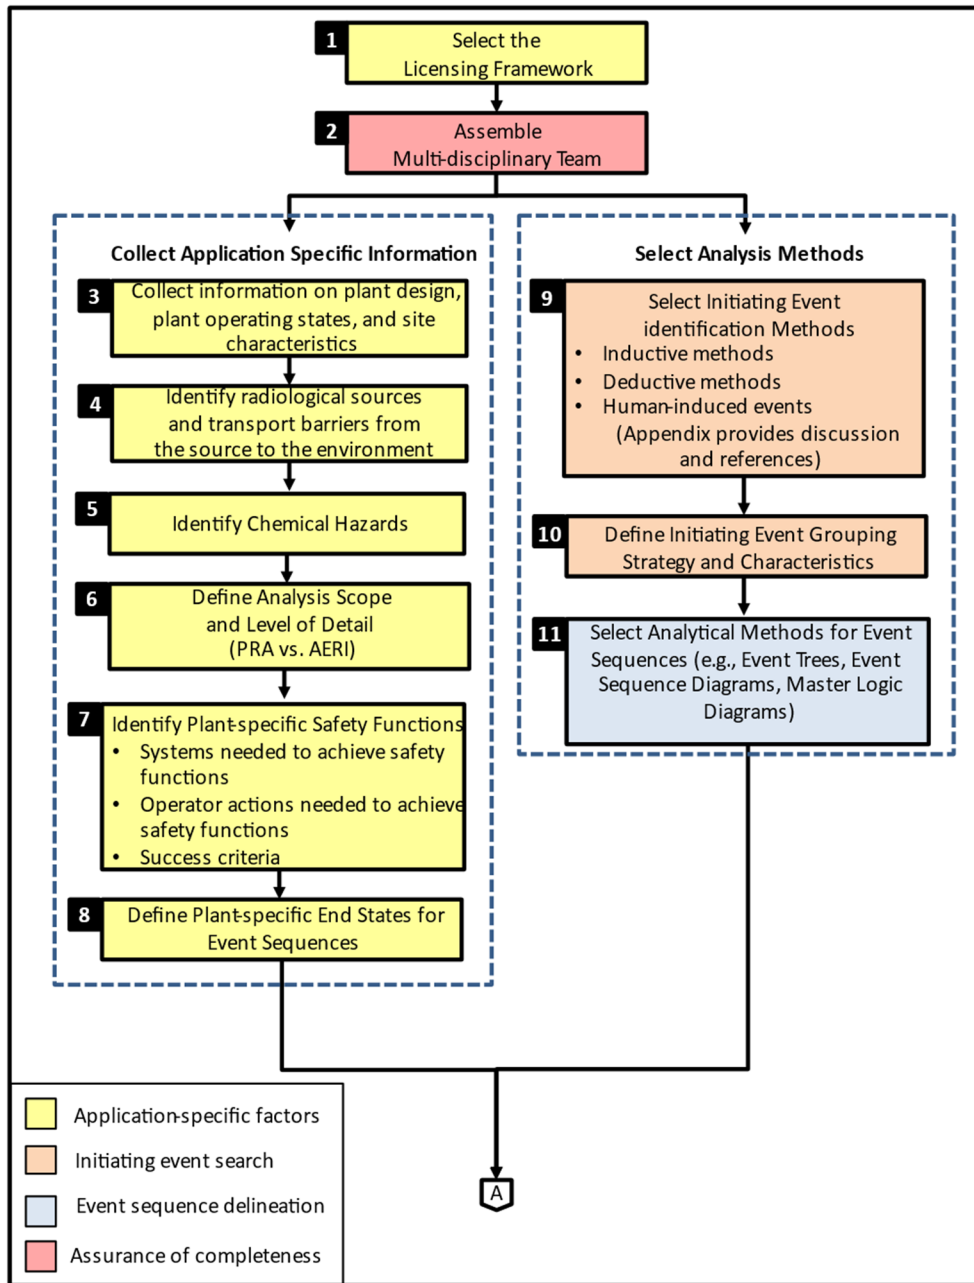 1
Select the
Licensing Framework
2
Assemble
Multi-disciplinary Team
Collect Application Specific Information
3
Collect information on plant design,
plant operating states, and site
characteristics
4
Identify radiological sources
and transport barriers from
the source to the environment
5
Identify Chemical Hazards
6
Define Analysis Scope
and Level of Detail
(PRA vs. AERI)
7
Identify Plant-specific Safety Functions
• Systems needed to achieve safety
functions
• Operator actions needed to achieve
safety functions
• Success criteria
8
Define Plant-specific End States for
Event Sequences
Select Analysis Methods
9
Select Initiating Event
identification Methods
• Inductive methods
• Deductive methods
• Human-induced events
(Appendix provides discussion
and references)
10
Define Initiating Event Grouping
Strategy and Characteristics
11
Select Analytical Methods for Event
Sequences (e.g., Event Trees, Event
Sequence Diagrams, Master Logic
Diagrams)
A
Application-specific factors
Initiating event search
Event sequence delineation
Assurance of completeness